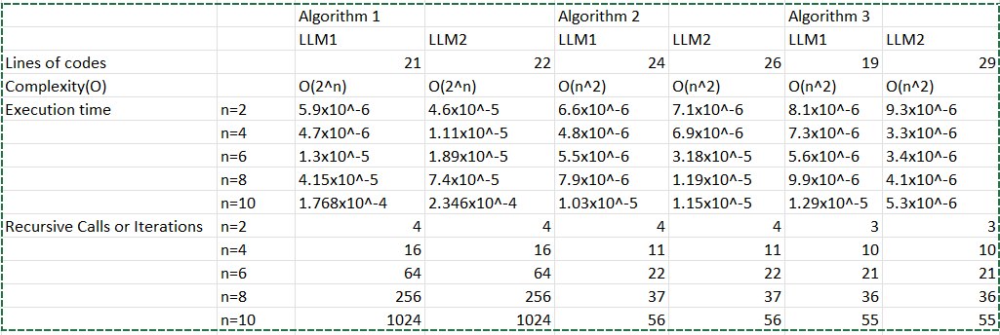 Algorithm 1 Algorithm 2 Algorithm 3
LLM1 LLM2 LLM1 LLM2 LLM1 LLM2
Lines of codes 21 22 24 26 19 29
Complexity(O) O(2^n) O(2^n) O(n^2) O(n^2) O(n^2) O(n^2)
Execution time n=2 5.9x10^-6 4.6x10^-5 6.6x10^-6 7.1x10^-6 8.1x10^-6 9.3x10^-6
n=4 4.7x10^-6 1.11x10^-5 4.8x10^-6 6.9x10^-6 7.3x10^-6 3.3x10^-6
n=6 1.3x10^-5 1.89x10^-5 5.5x10^-6 3.18x10^-5 5.6x10^-6 3.4x10^-6
n=8 4.15x10^-5 7.4x10^-5 7.9x10^-6 1.19x10^-5 9.9x10^-6 4.1x10^-6
n=10 1.768x10^-4 2.346x10^-4 1.03x10^-5 1.15x10^-5 1.29x10^-5 5.3x10^-6
Recursive Calls or Iterations n=2 4 4 4 4 3 3
n=4 16 16 11 11 10 10
n=6 64 64 22 22 21 21
n=8 256 256 37 37 36 36
n=10 1024 1024 56 56 55 55